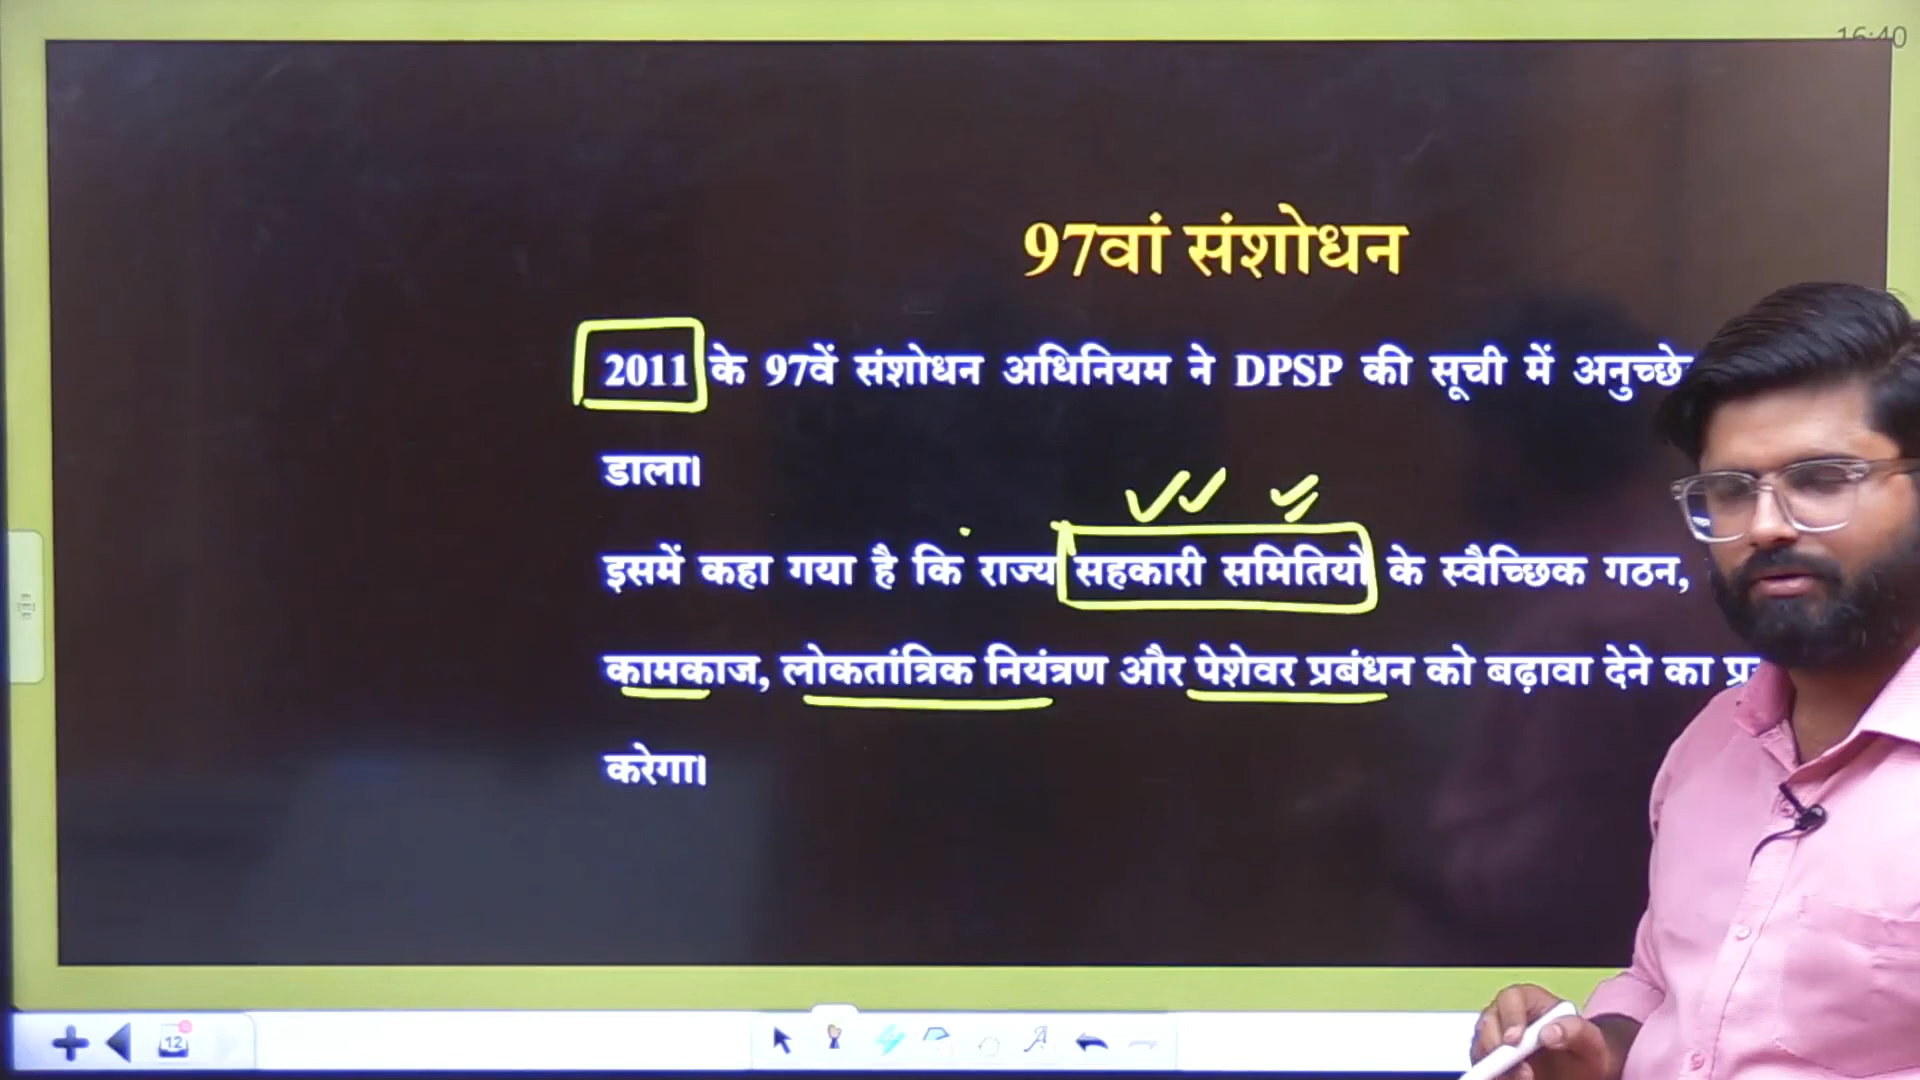 16:40
97वां संशोधन
2011 के 97वें संशोधन अधिनियम ने DPSP की सूची में
डाला।
इसमें कहा गया है कि राज्य सहकारी समितियों के स्वैच्छिक गठन,
कामकाज, लोकतांत्रिक नियंत्रण और पेशेवर प्रबंधन को बढ़ावा देने का
करेगा।
12
A